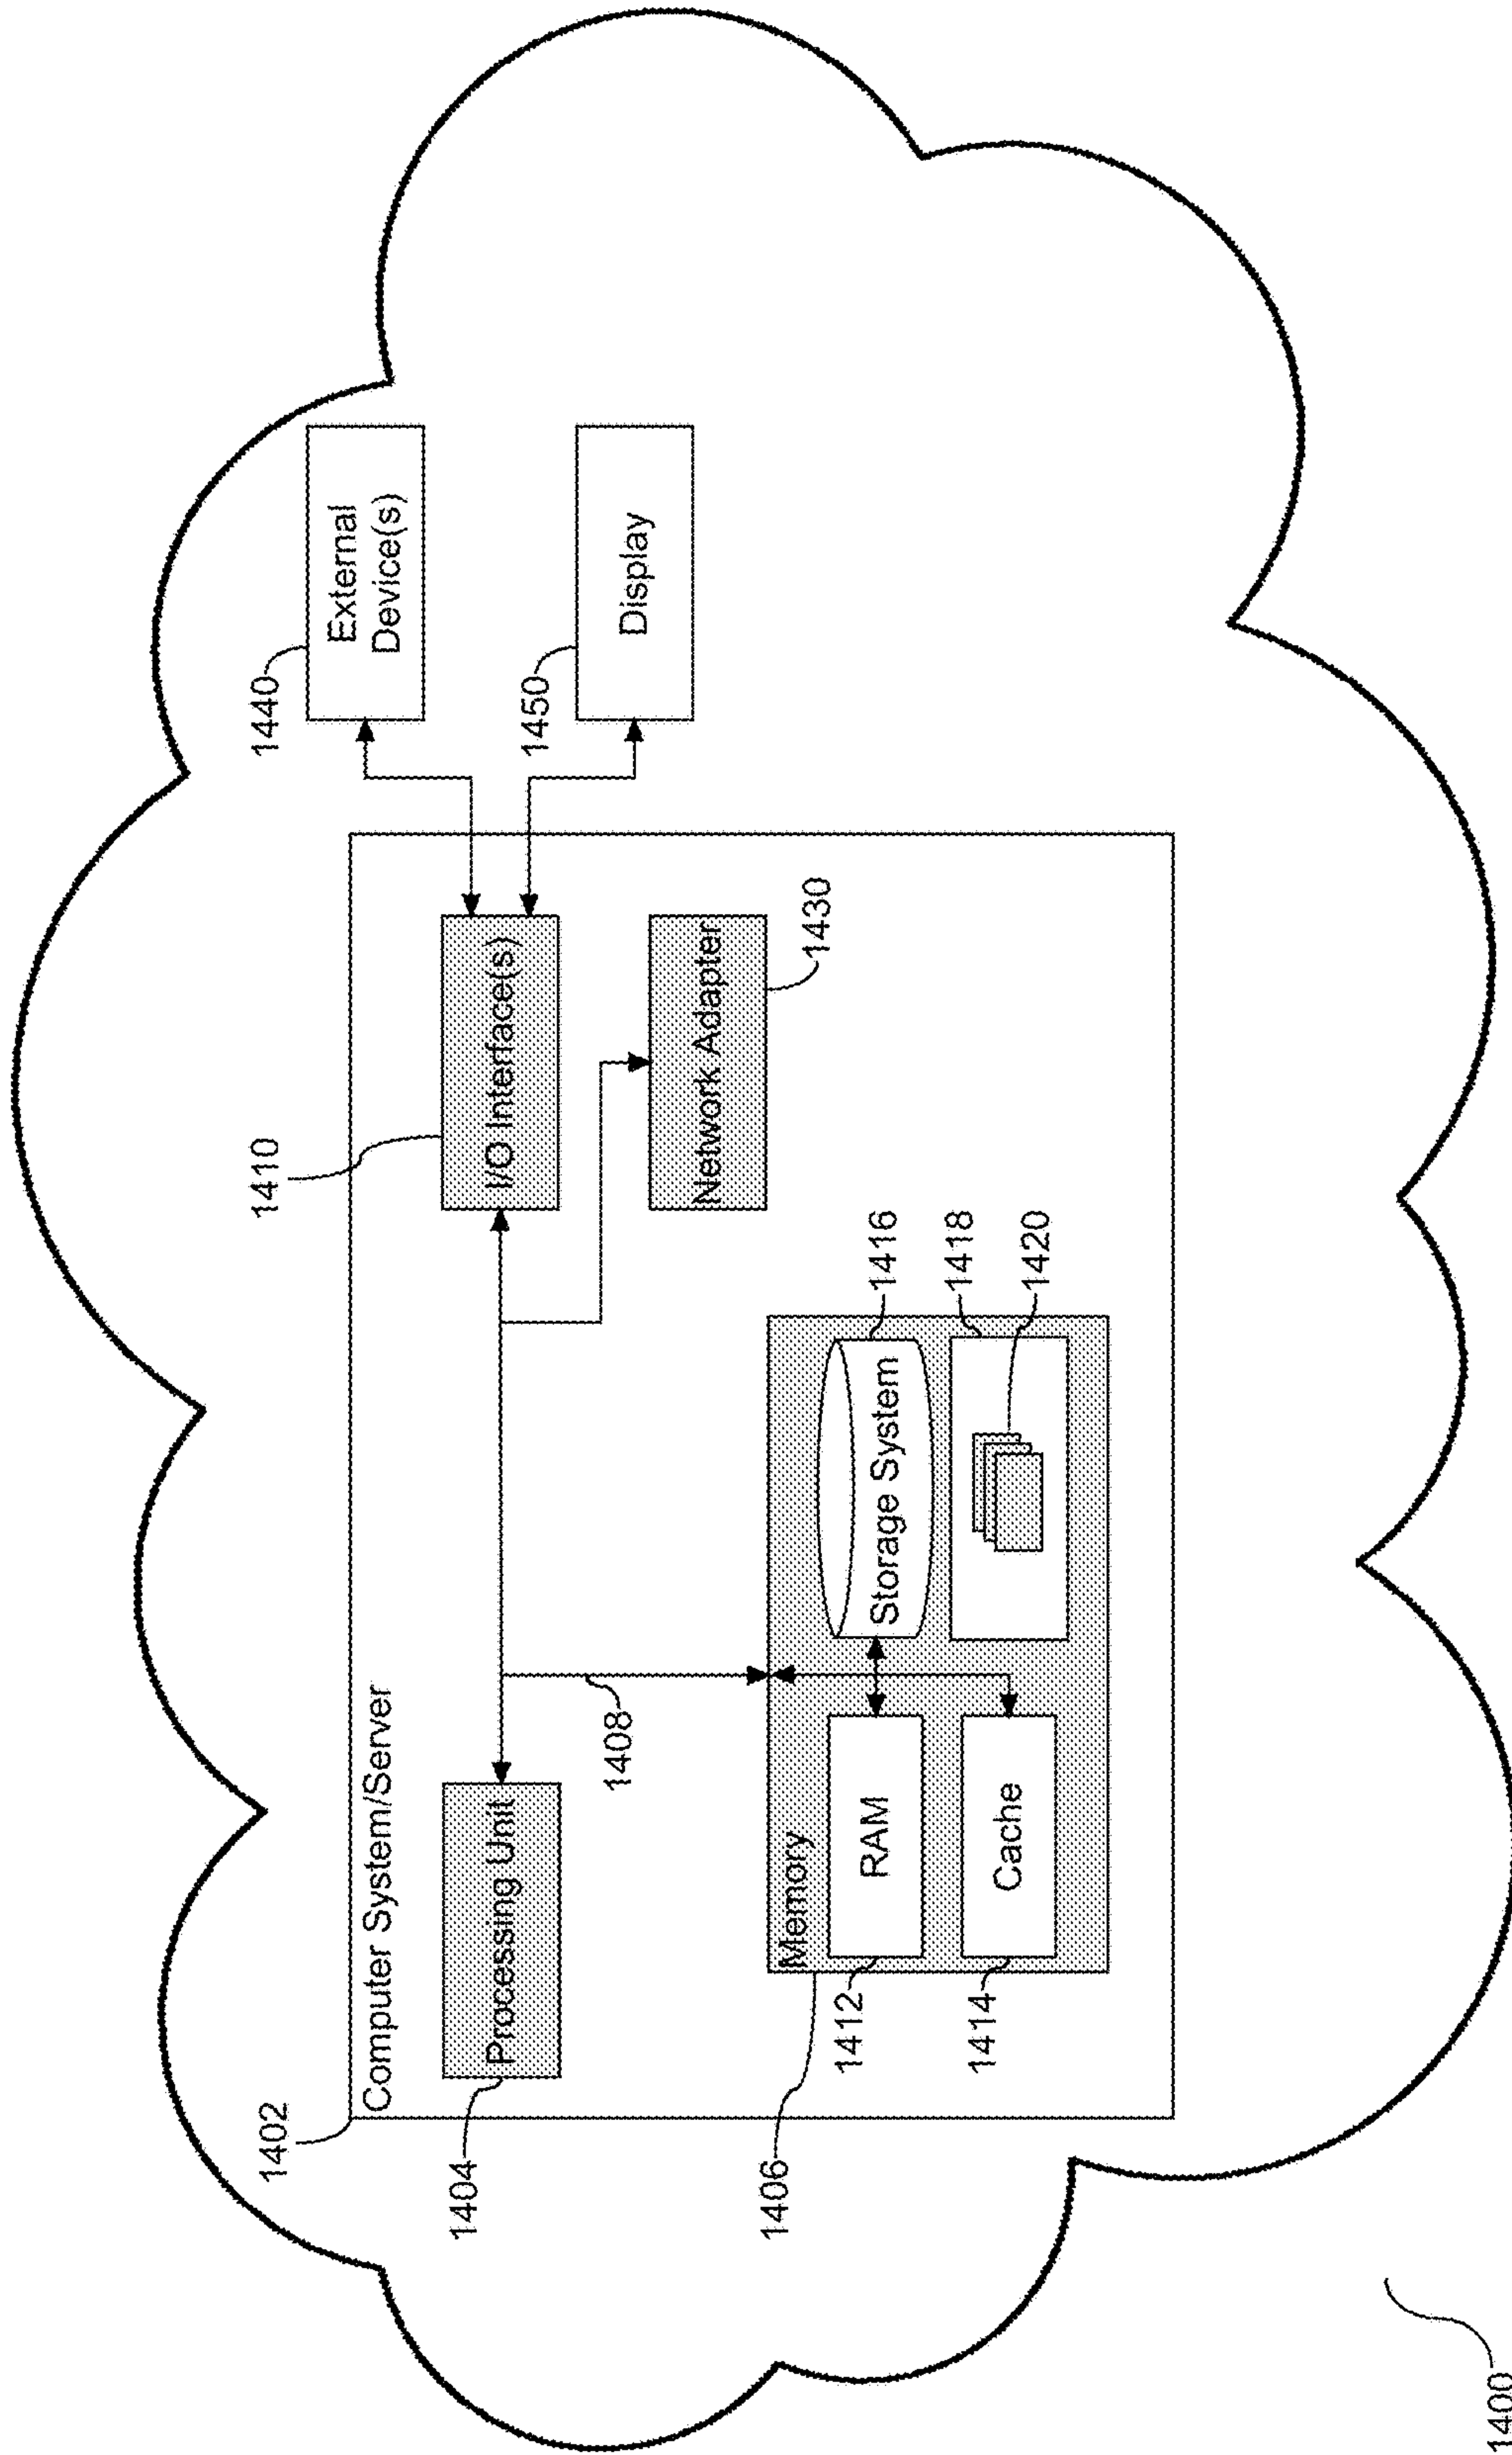 1402
Computer System/Server
1410
1440
External
Device(s)
1404
Processing Unit
I/O Interface(s)
1450
Display
1408
Network Adapter
1430
1406
Memory
1412
RAM
Storage System
1416
1414
Cache
1418
1420
1400